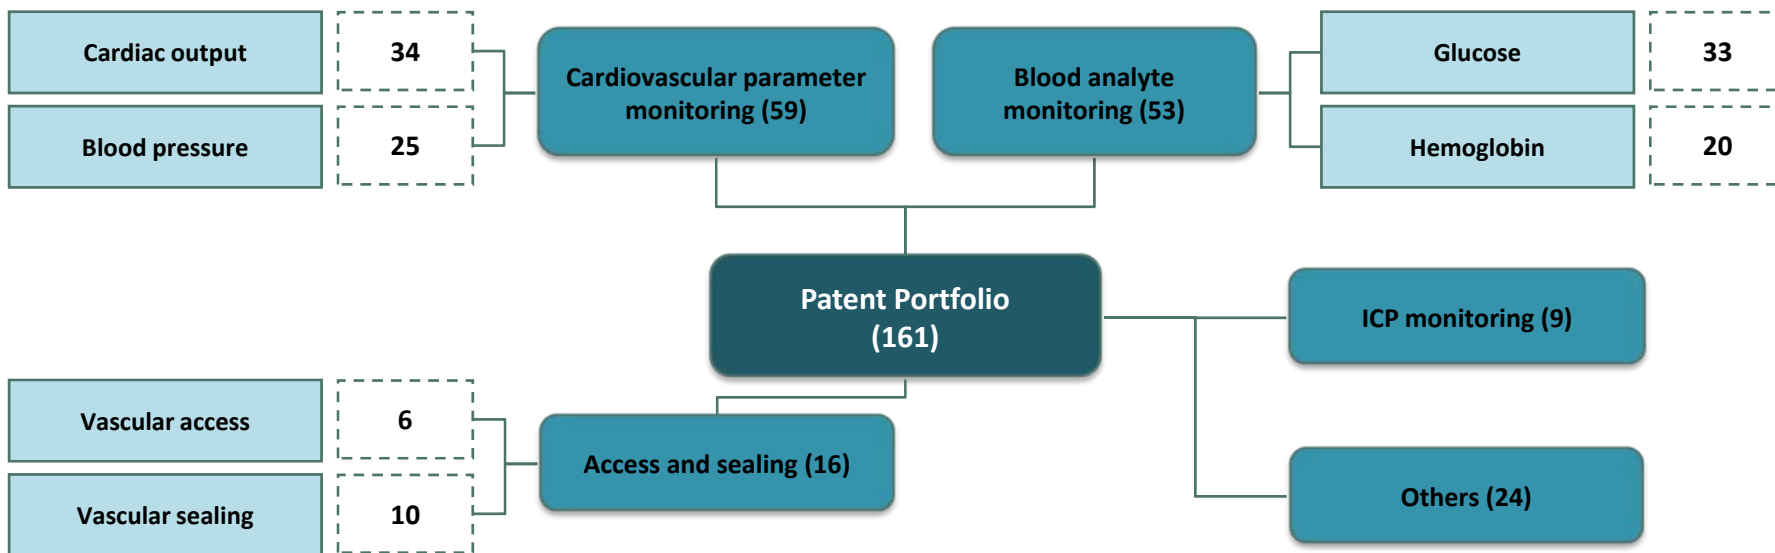 Cardiac output
34
Cardiovascular parameter
monitoring (59)
Blood analyte
monitoring (53)
Glucose
33
Blood pressure
25
Hemoglobin
20
Patent Portfolio
(161)
ICP monitoring (9)
Vascular access
6
Access and sealing (16)
Vascular sealing
10
Others (24)